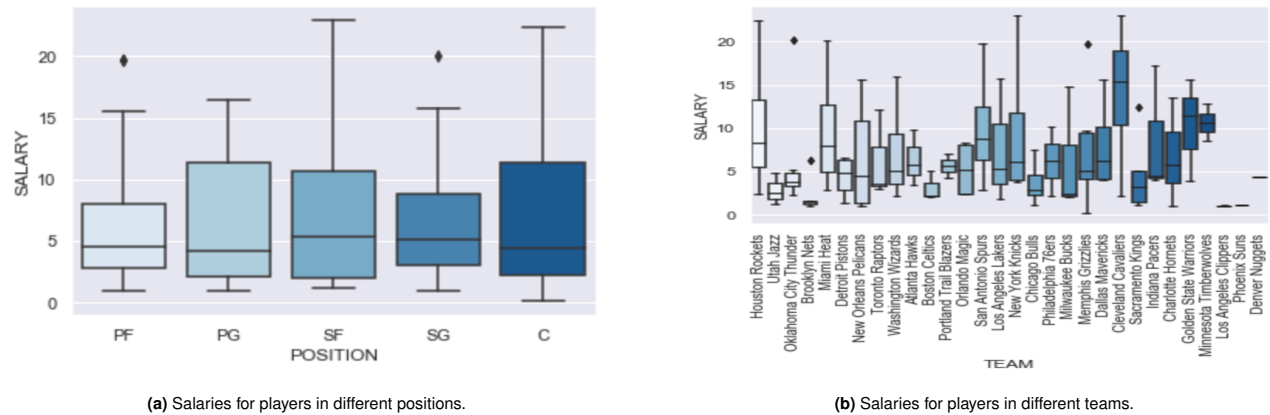 20
15
10
5
0
SALARY
PF PG SF SG C
POSITION
(a) Salaries for players in different positions.
20
15
10
5
0
SALARY
Houston Rockets
Utah Jazz
Oklahoma City Thunder
Brooklyn Nets
Miami Heat
Detroit Pistons
New Orleans Pelicans
Toronto Raptors
Washington Wizards
Atlanta Hawks
Boston Celtics
Portland Trail Blazers
Orlando Magic
San Antonio Spurs
Los Angeles Lakers
New York Knicks
Chicago Bulls
Philadelphia 76ers
Milwaukee Bucks
Memphis Grizzlies
Dallas Mavericks
Cleveland Cavaliers
Sacramento Kings
Indiana Pacers
Charlotte Hornets
Golden State Warriors
Minnesota Timberwolves
Los Angeles Clippers
Phoenix Suns
Denver Nuggets
TEAM
(b) Salaries for players in different teams.